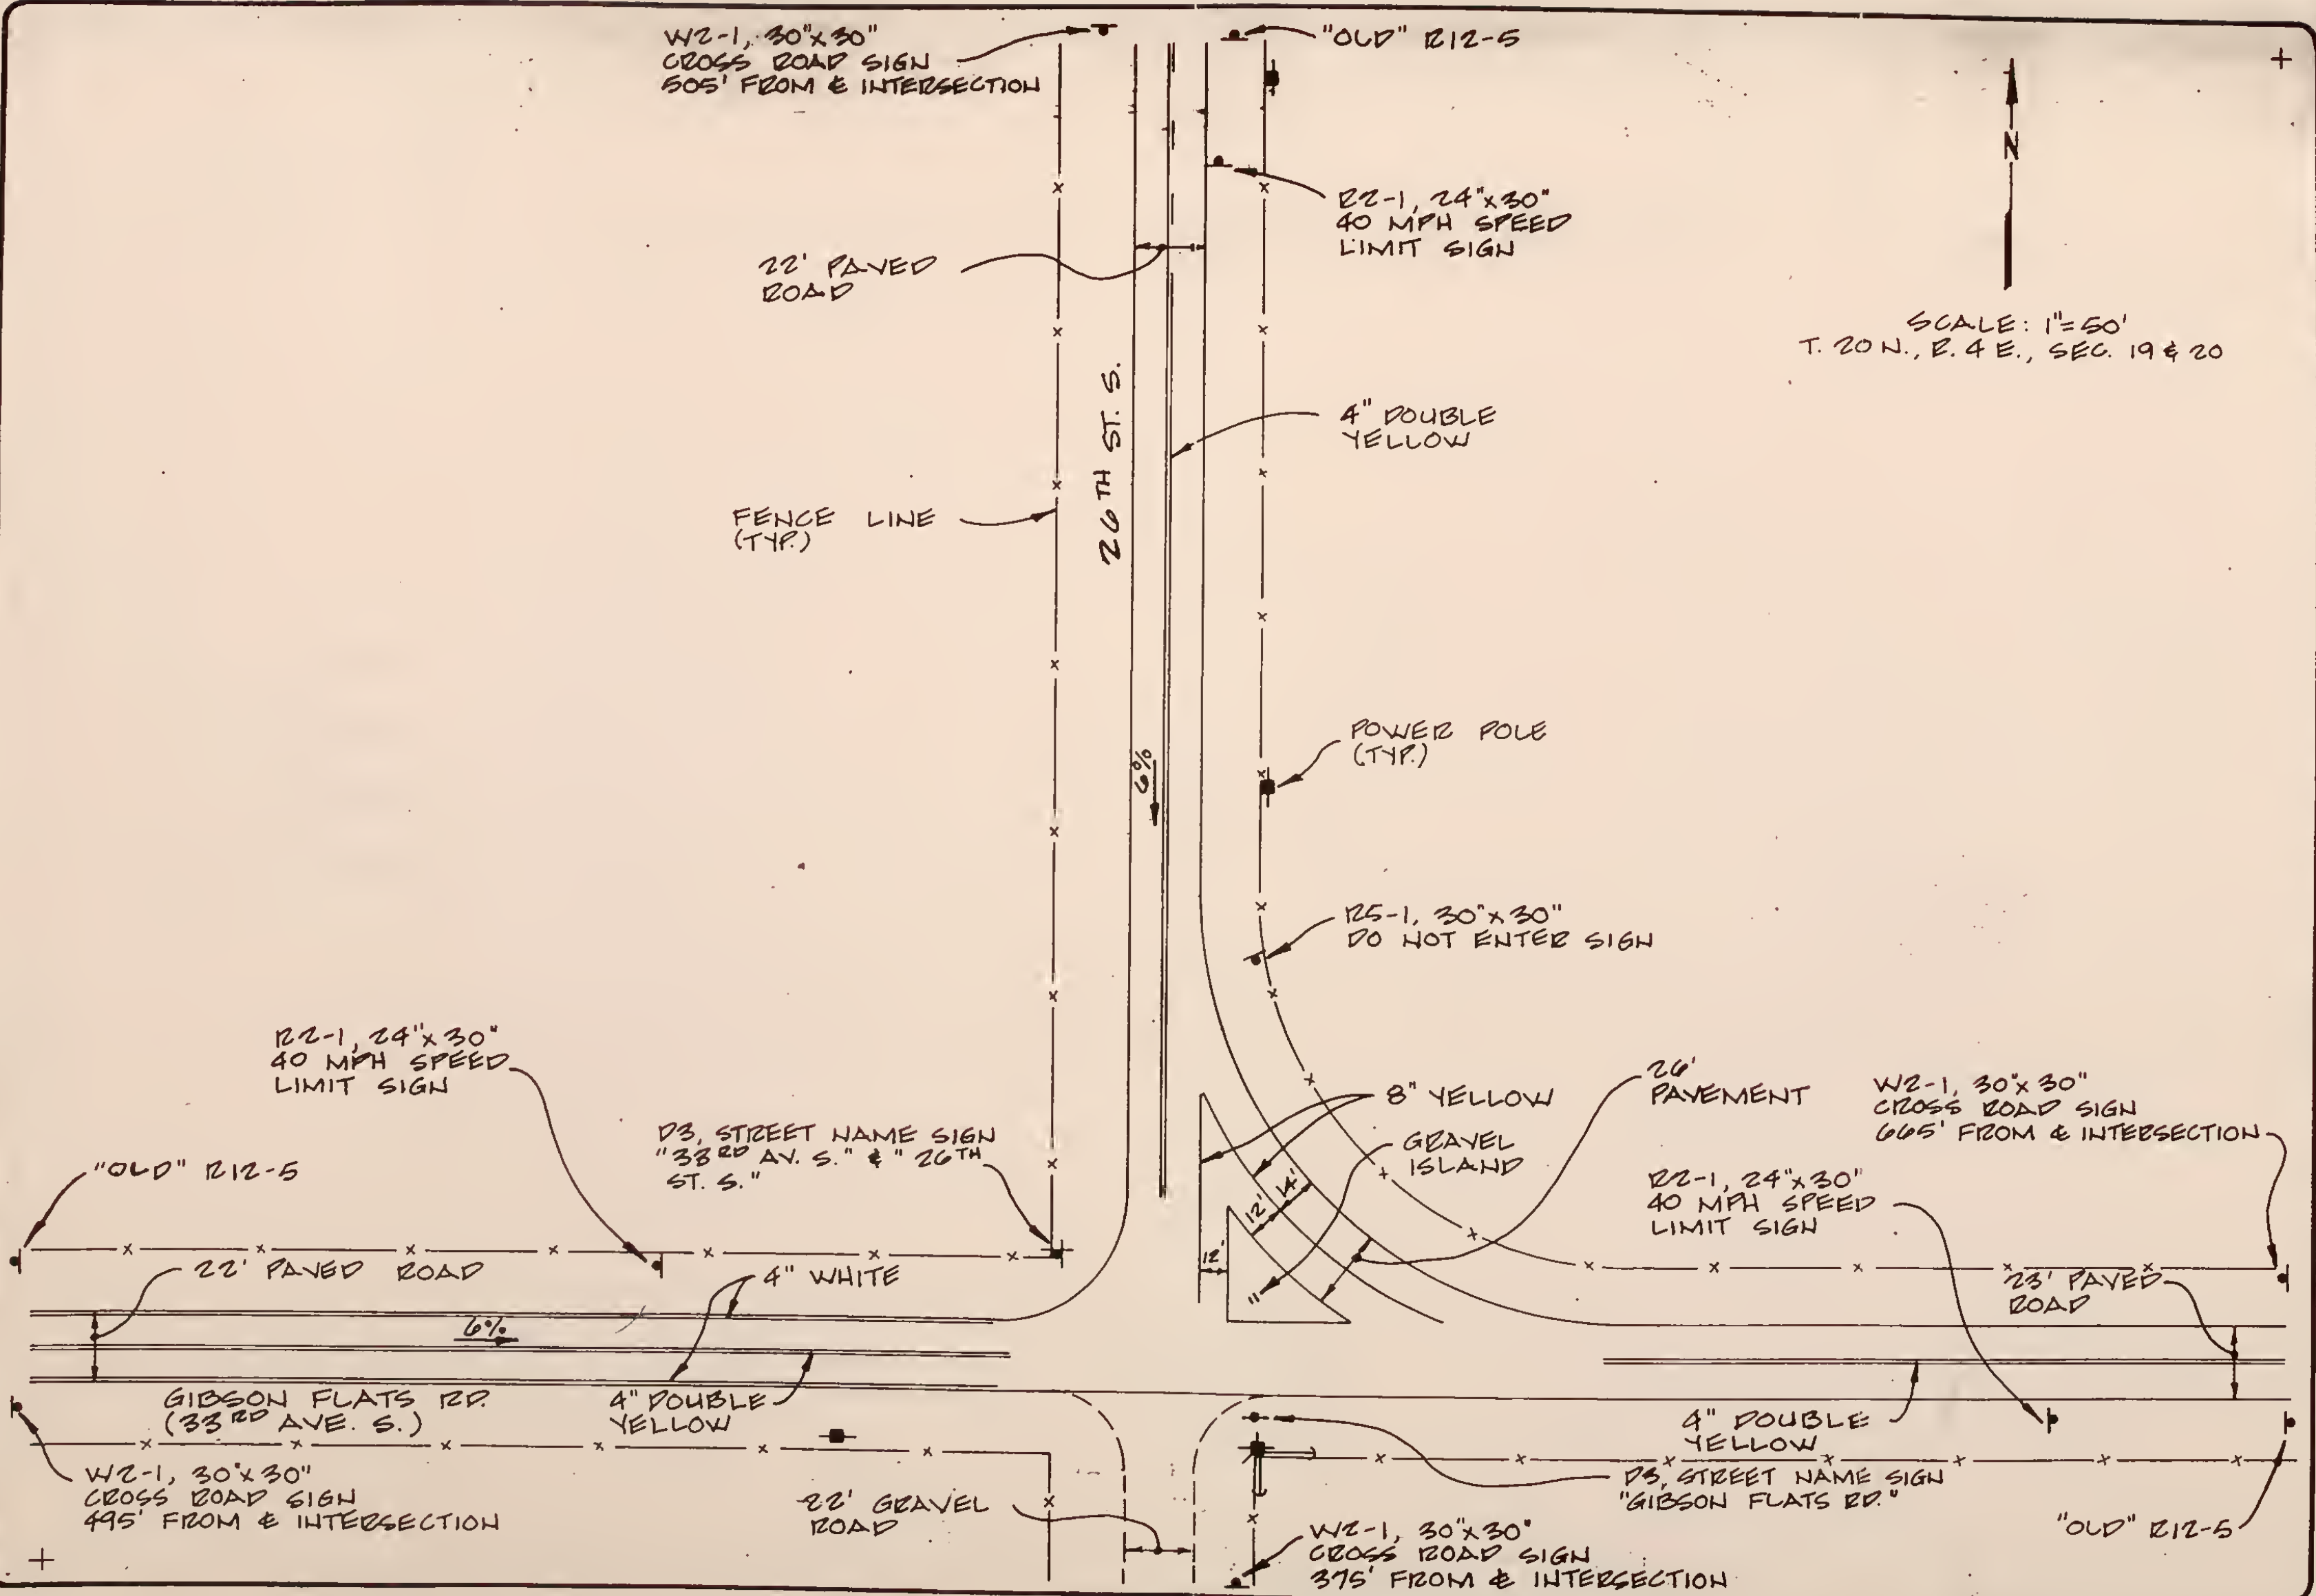 W2-1, 30"x30"
CROSS ROAD SIGN
505' FROM ℄ INTERSECTION
"OLD" R12-5
N
R2-1, 24"x30"
40 MPH SPEED
LIMIT SIGN
22' PAVED
ROAD
SCALE: 1"=50'
T. 20 N., R. 4 E., SEC. 19 & 20
26TH ST. S.
4" DOUBLE
YELLOW
FENCE LINE
(TYP.)
POWER POLE
(TYP.)
6%
R5-1, 30"x30"
DO NOT ENTER SIGN
R2-1, 24"x30"
40 MPH SPEED
LIMIT SIGN
8" YELLOW
26'
PAVEMENT
W2-1, 30"x30"
CROSS ROAD SIGN
665' FROM ℄ INTERSECTION
D3, STREET NAME SIGN
"33RD AV. S." & "26TH
ST. S."
GRAVEL
ISLAND
"OLD" R12-5
R2-1, 24"x30"
40 MPH SPEED
LIMIT SIGN
14'
12'
12'
22' PAVED ROAD
4" WHITE
23' PAVED
ROAD
6%
GIBSON FLATS RD.
(33RD AVE. S.)
4" DOUBLE
YELLOW
4" DOUBLE
YELLOW
W2-1, 30"x30"
CROSS ROAD SIGN
495' FROM ℄ INTERSECTION
22' GRAVEL
ROAD
D3, STREET NAME SIGN
"GIBSON FLATS RD."
W2-1, 30"x30"
CROSS ROAD SIGN
375' FROM ℄ INTERSECTION
"OLD" R12-5